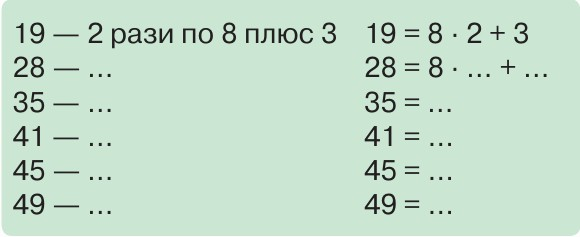 19 — 2 рази по 8 плюс 3 19 = 8 · 2 + 3
28 — ... 28 = 8 · ... + ...
35 — ... 35 = ...
41 — ... 41 = ...
45 — ... 45 = ...
49 — ... 49 = ...